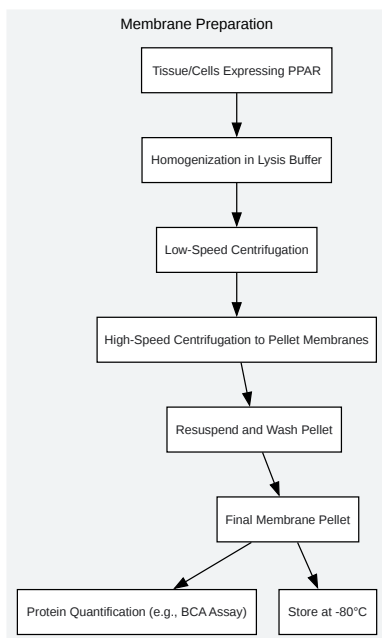 Membrane Preparation
Tissue/Cells Expressing PPAR
Homogenization in Lysis Buffer
Low-Speed Centrifugation
High-Speed Centrifugation to Pellet Membranes
Resuspend and Wash Pellet
Final Membrane Pellet
Protein Quantification (e.g., BCA Assay)
Store at -80°C